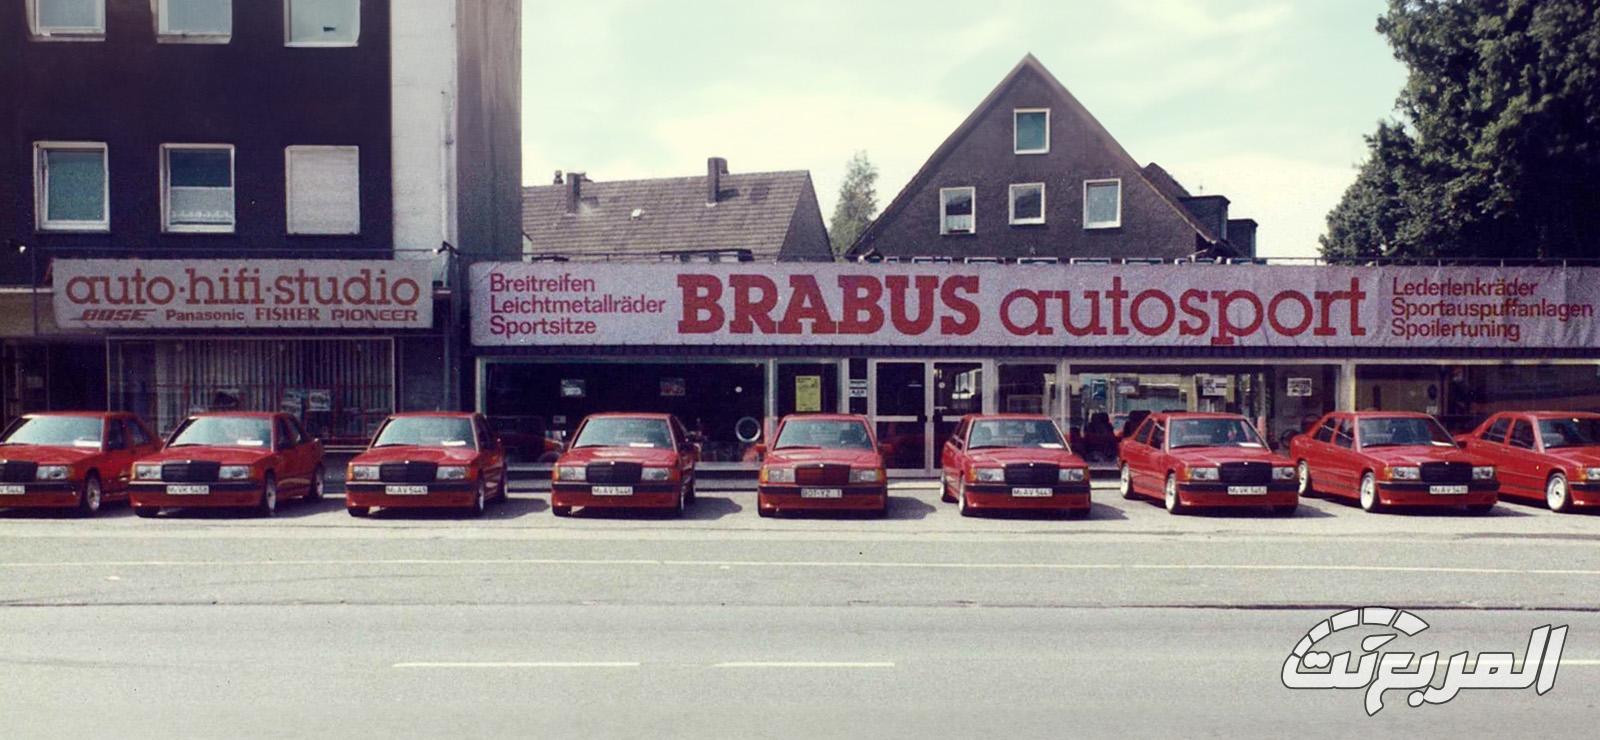 auto·hifi·studio
BOSE Panasonic FISHER PIONEER
Breitreifen
Leichtmetallräder
Sportsitze
BRABUS autosport
Lederlenkräder
Sportauspuffanlagen
Spoilertuning
المربع نت